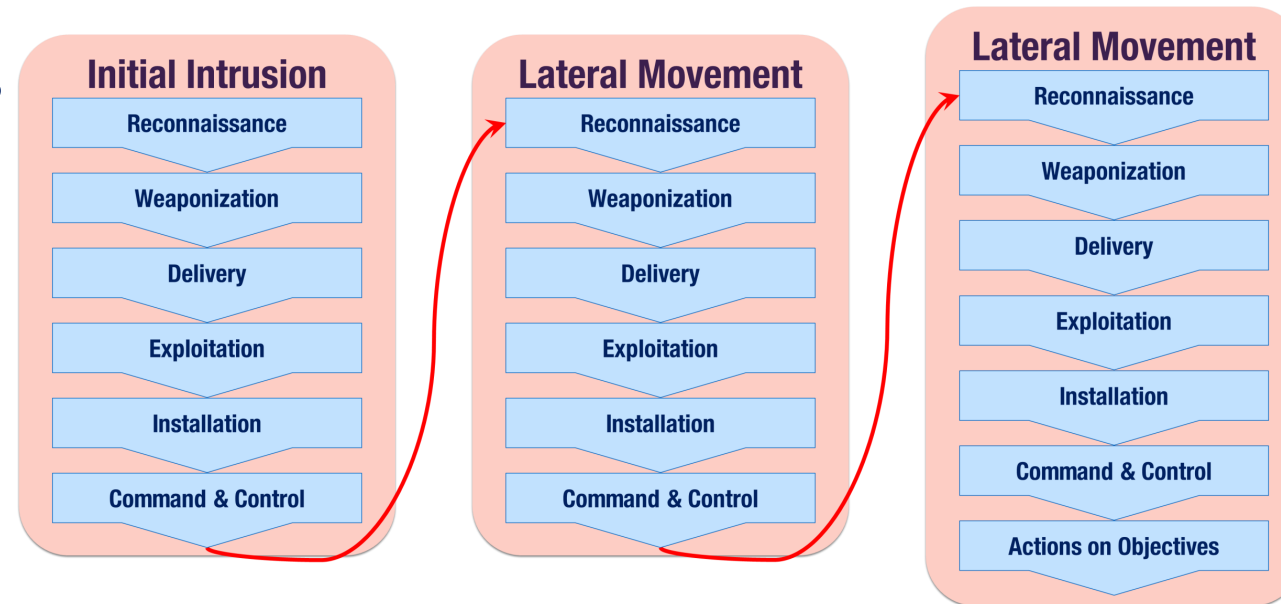 Initial Intrusion
Reconnaissance
Weaponization
Delivery
Exploitation
Installation
Command & Control
Lateral Movement
Reconnaissance
Weaponization
Delivery
Exploitation
Installation
Command & Control
Lateral Movement
Reconnaissance
Weaponization
Delivery
Exploitation
Installation
Command & Control
Actions on Objectives